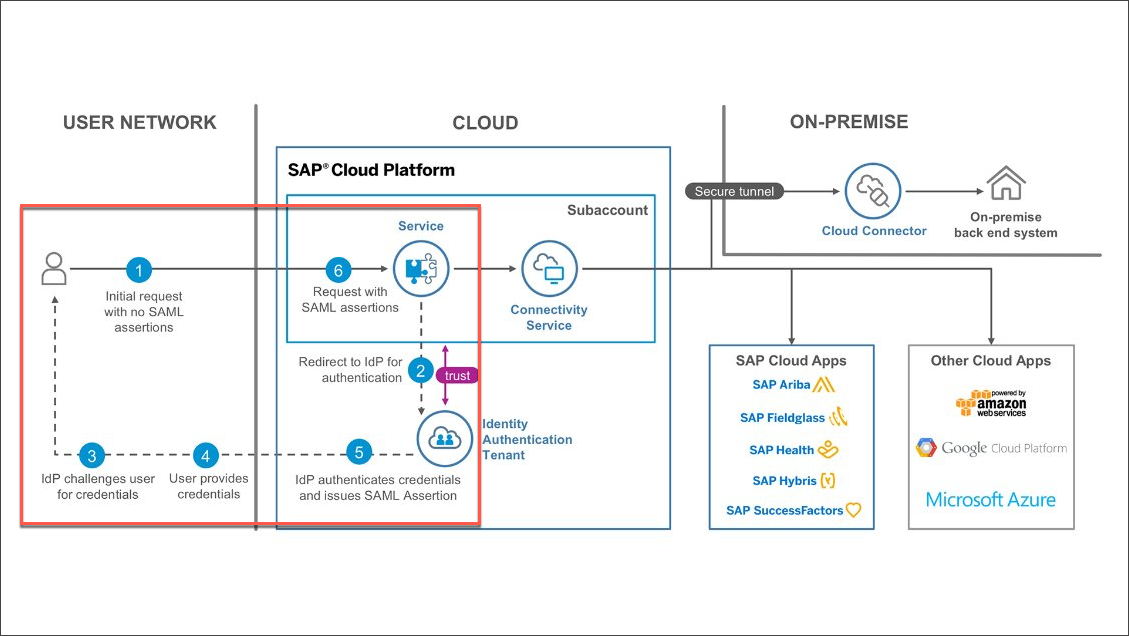 USER NETWORK
CLOUD
ON-PREMISE
SAP® Cloud Platform
Subaccount
Service
Secure tunnel
Cloud Connector
On-premise
back end system
1
Initial request
with no SAML
assertions
6
Request with
SAML assertions
Connectivity
Service
Redirect to IdP for
authentication
2
trust
Identity
Authentication
Tenant
3
IdP challenges user
for credentials
4
User provides
credentials
5
IdP authenticates credentials
and issues SAML Assertion
SAP Cloud Apps
SAP Ariba
SAP Fieldglass
SAP Health
SAP Hybris
SAP SuccessFactors
Other Cloud Apps
powered by
amazon
web services
Google Cloud Platform
Microsoft Azure